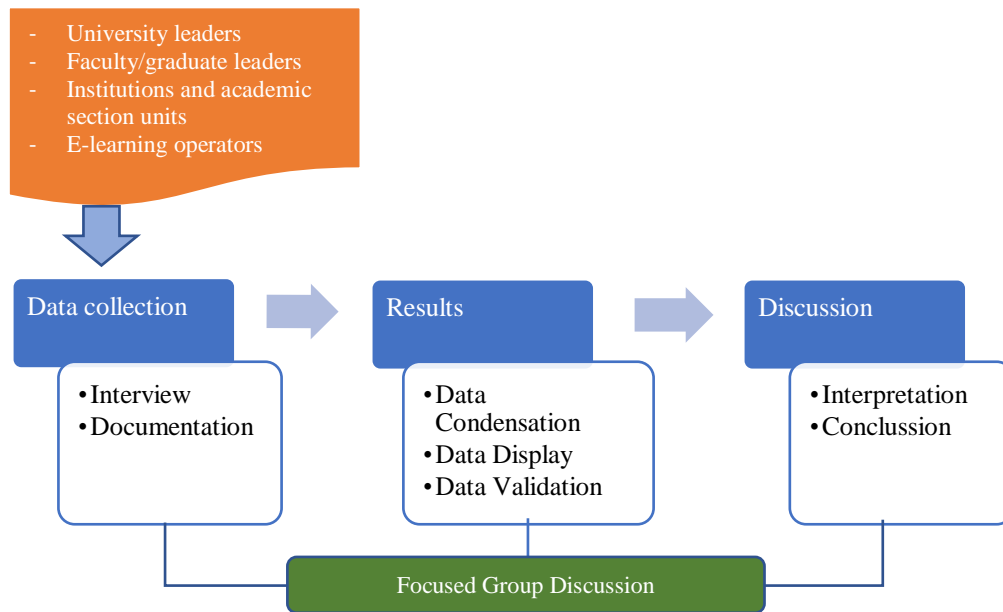 - University leaders
- Faculty/graduate leaders
- Institutions and academic
section units
- E-learning operators
Data collection
• Interview
• Documentation
Results
• Data
Condensation
• Data Display
• Data Validation
Discussion
• Interpretation
• Conclussion
Focused Group Discussion